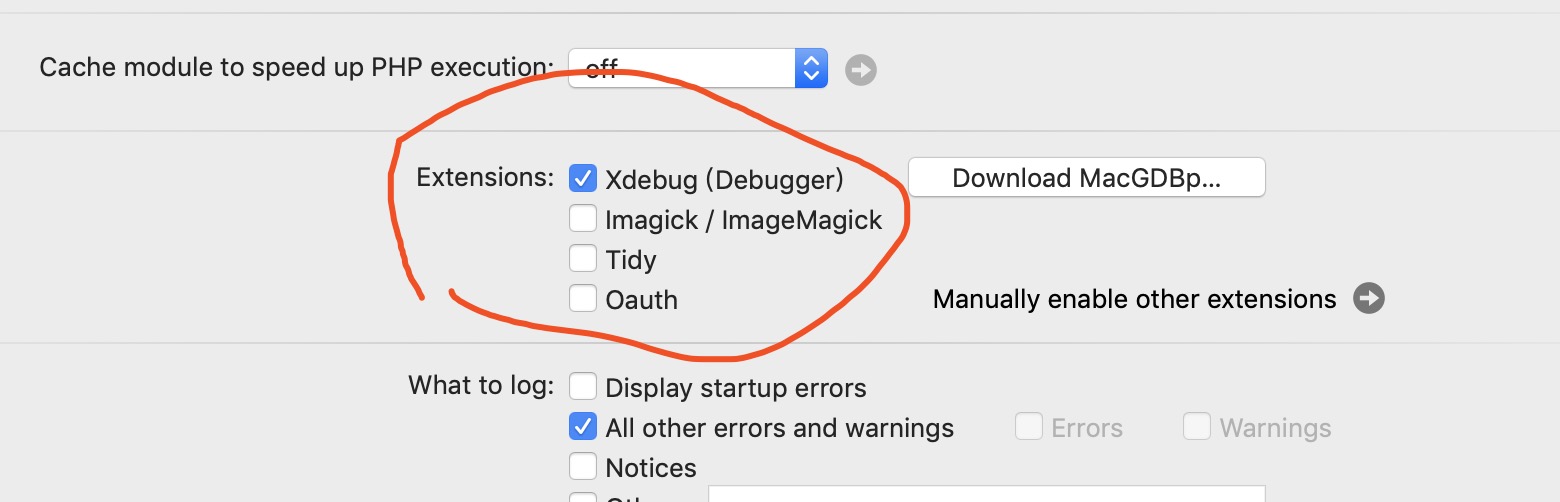 Cache module to speed up PHP execution: off
Extensions: Xdebug (Debugger) Download MacGDBp...
Imagick / ImageMagick
Tidy
Oauth Manually enable other extensions
What to log: Display startup errors
All other errors and warnings Errors Warnings
Notices